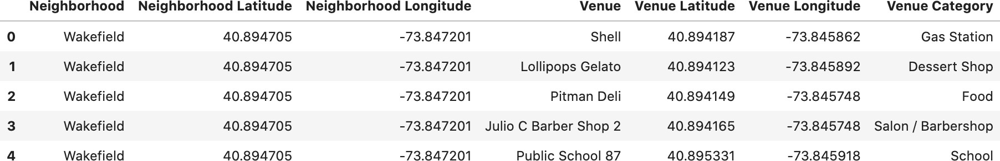 Neighborhood Neighborhood Latitude Neighborhood Longitude Venue Venue Latitude Venue Longitude Venue Category
0 Wakefield 40.894705 -73.847201 Shell 40.894187 -73.845862 Gas Station
1 Wakefield 40.894705 -73.847201 Lollipops Gelato 40.894123 -73.845892 Dessert Shop
2 Wakefield 40.894705 -73.847201 Pitman Deli 40.894149 -73.845748 Food
3 Wakefield 40.894705 -73.847201 Julio C Barber Shop 2 40.894165 -73.845748 Salon / Barbershop
4 Wakefield 40.894705 -73.847201 Public School 87 40.895331 -73.845918 School